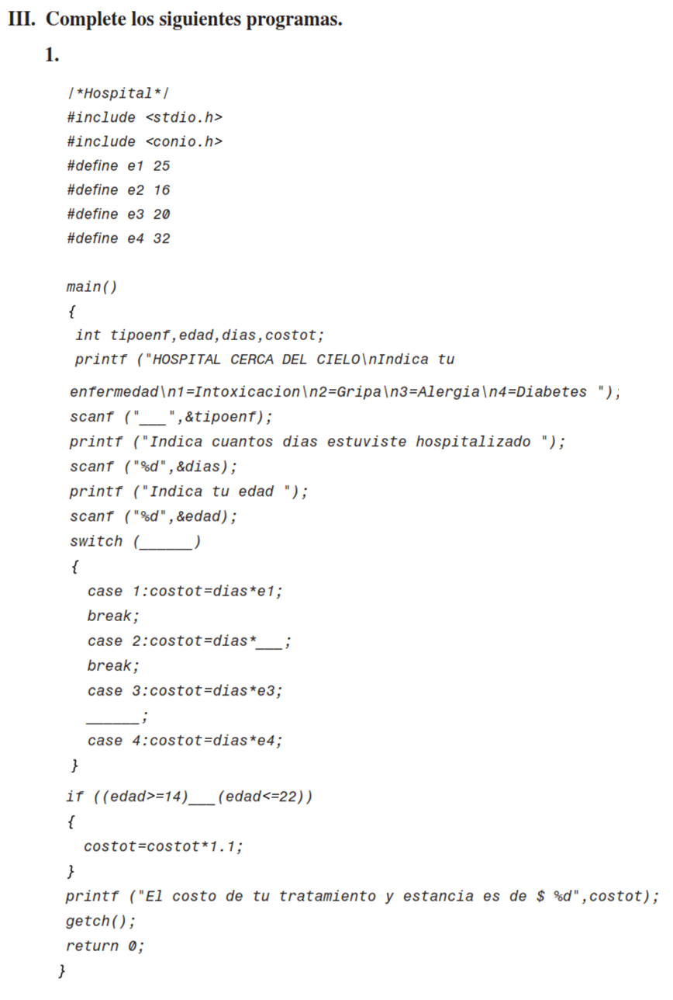 III. Complete los siguientes programas.
1.
/*Hospital*/
#include <stdio.h>
#include <conio.h>
#define e1 25
#define e2 16
#define e3 20
#define e4 32
main()
{
int tipoenf,edad,dias,costot;
printf ("HOSPITAL CERCA DEL CIELO\nIndica tu
enfermedad\n1=Intoxicacion\n2=Gripa\n3=Alergia\n4=Diabetes ");
scanf ("___",&tipoenf);
printf ("Indica cuantos dias estuviste hospitalizado ");
scanf ("%d",&dias);
printf ("Indica tu edad ");
scanf ("%d",&edad);
switch (______)
{
case 1:costot=dias*e1;
break;
case 2:costot=dias*___;
break;
case 3:costot=dias*e3;
______;
case 4:costot=dias*e4;
}
if ((edad>=14)___(edad<=22))
{
costot=costot*1.1;
}
printf ("El costo de tu tratamiento y estancia es de $ %d",costot);
getch();
return 0;
}